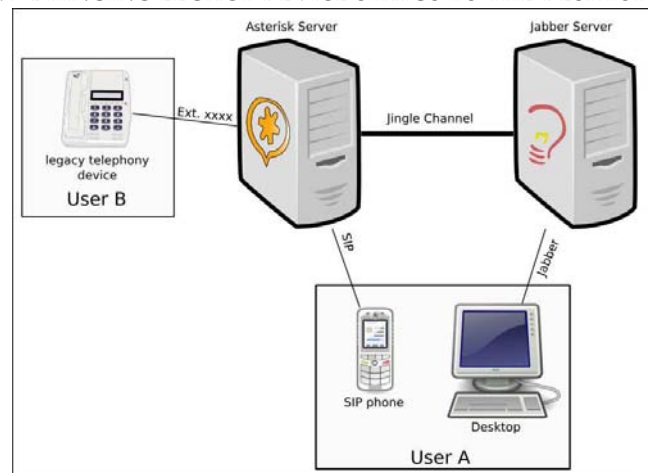 Asterisk Server
Jabber Server
Ext. xxxx
Jingle Channel
legacy telephony
device
User B
SIP
Jabber
SIP phone
Desktop
User A